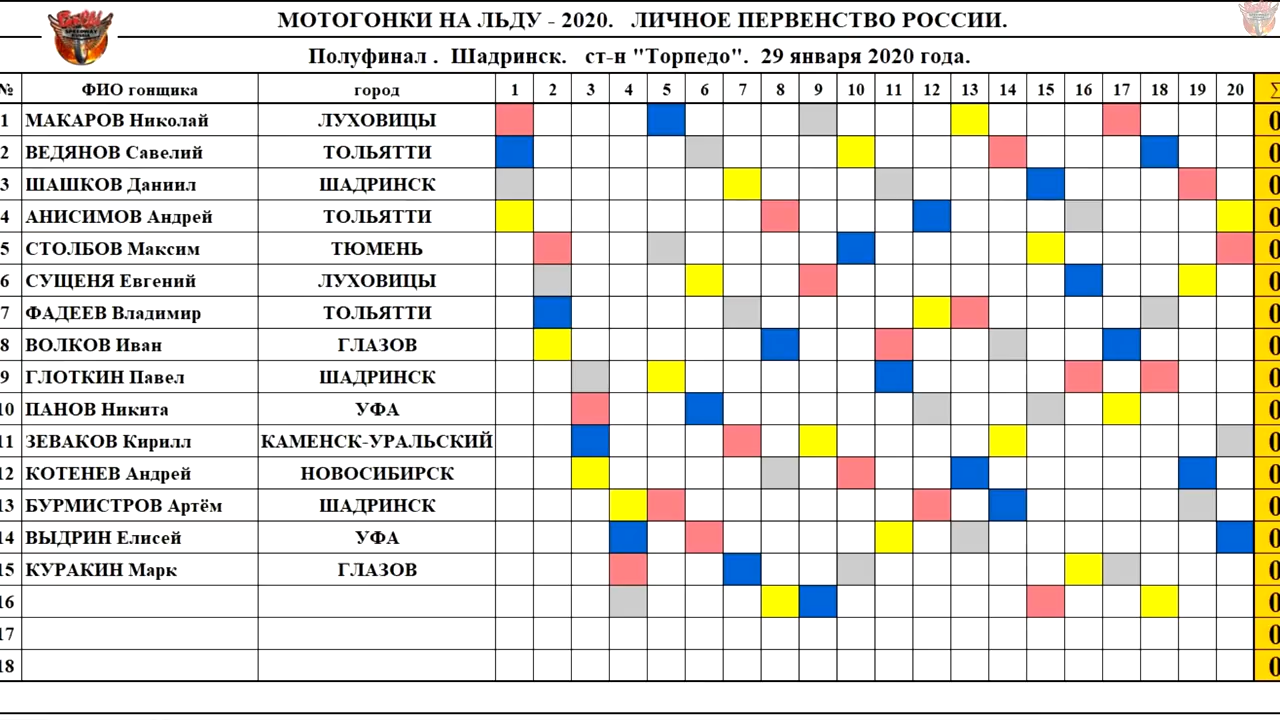 МОТОГОНКИ НА ЛЬДУ - 2020. ЛИЧНОЕ ПЕРВЕНСТВО РОССИИ.
Полуфинал . Шадринск. ст-н "Торпедо". 29 января 2020 года.
№ ФИО гонщика город 1 2 3 4 5 6 7 8 9 10 11 12 13 14 15 16 17 18 19 20 Σ
1 МАКАРОВ Николай ЛУХОВИЦЫ 0
2 ВЕДЯНОВ Савелий ТОЛЬЯТТИ 0
3 ШАШКОВ Даниил ШАДРИНСК 0
4 АНИСИМОВ Андрей ТОЛЬЯТТИ 0
5 СТОЛБОВ Максим ТЮМЕНЬ 0
6 СУЩЕНЯ Евгений ЛУХОВИЦЫ 0
7 ФАДЕЕВ Владимир ТОЛЬЯТТИ 0
8 ВОЛКОВ Иван ГЛАЗОВ 0
9 ГЛОТКИН Павел ШАДРИНСК 0
10 ПАНОВ Никита УФА 0
11 ЗЕВАКОВ Кирилл КАМЕНСК-УРАЛЬСКИЙ 0
12 КОТЕНЕВ Андрей НОВОСИБИРСК 0
13 БУРМИСТРОВ Артём ШАДРИНСК 0
14 ВЫДРИН Елисей УФА 0
15 КУРАКИН Марк ГЛАЗОВ 0
16 0
17 0
18 0